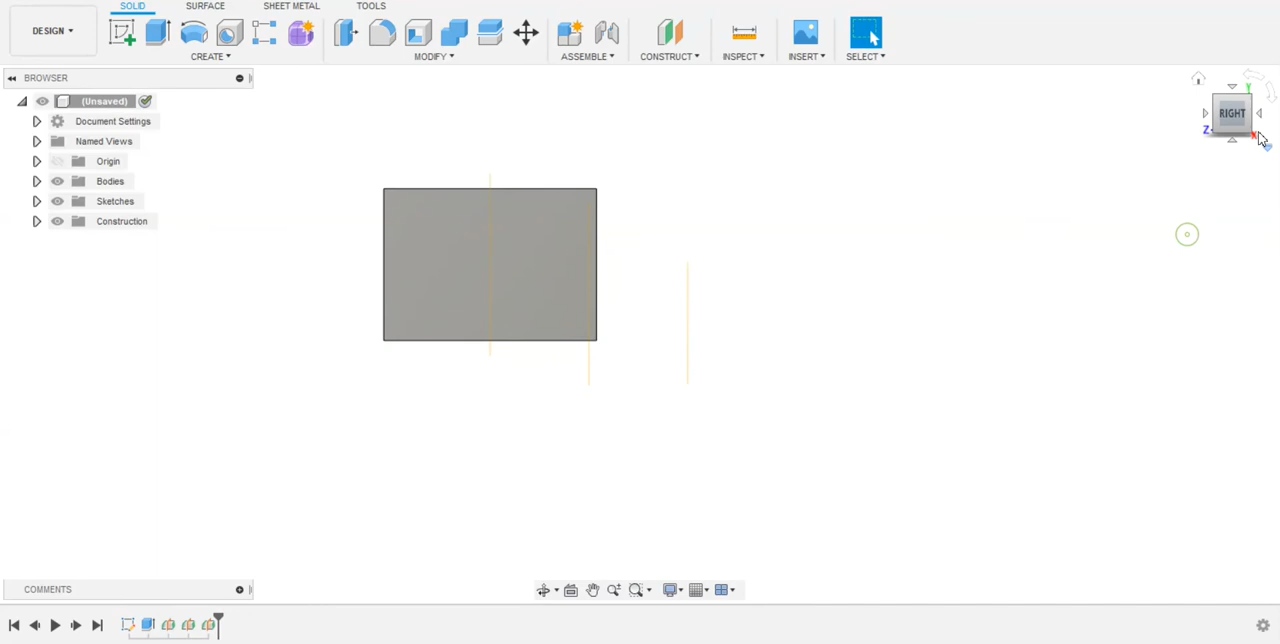 SOLID SURFACE SHEET METAL TOOLS
DESIGN ▾
CREATE ▾ MODIFY ▾ ASSEMBLE ▾ CONSTRUCT ▾ INSPECT ▾ INSERT ▾ SELECT ▾
BROWSER
(Unsaved)
Document Settings
Named Views
Origin
Bodies
Sketches
Construction
Y
RIGHT
Z
X
COMMENTS